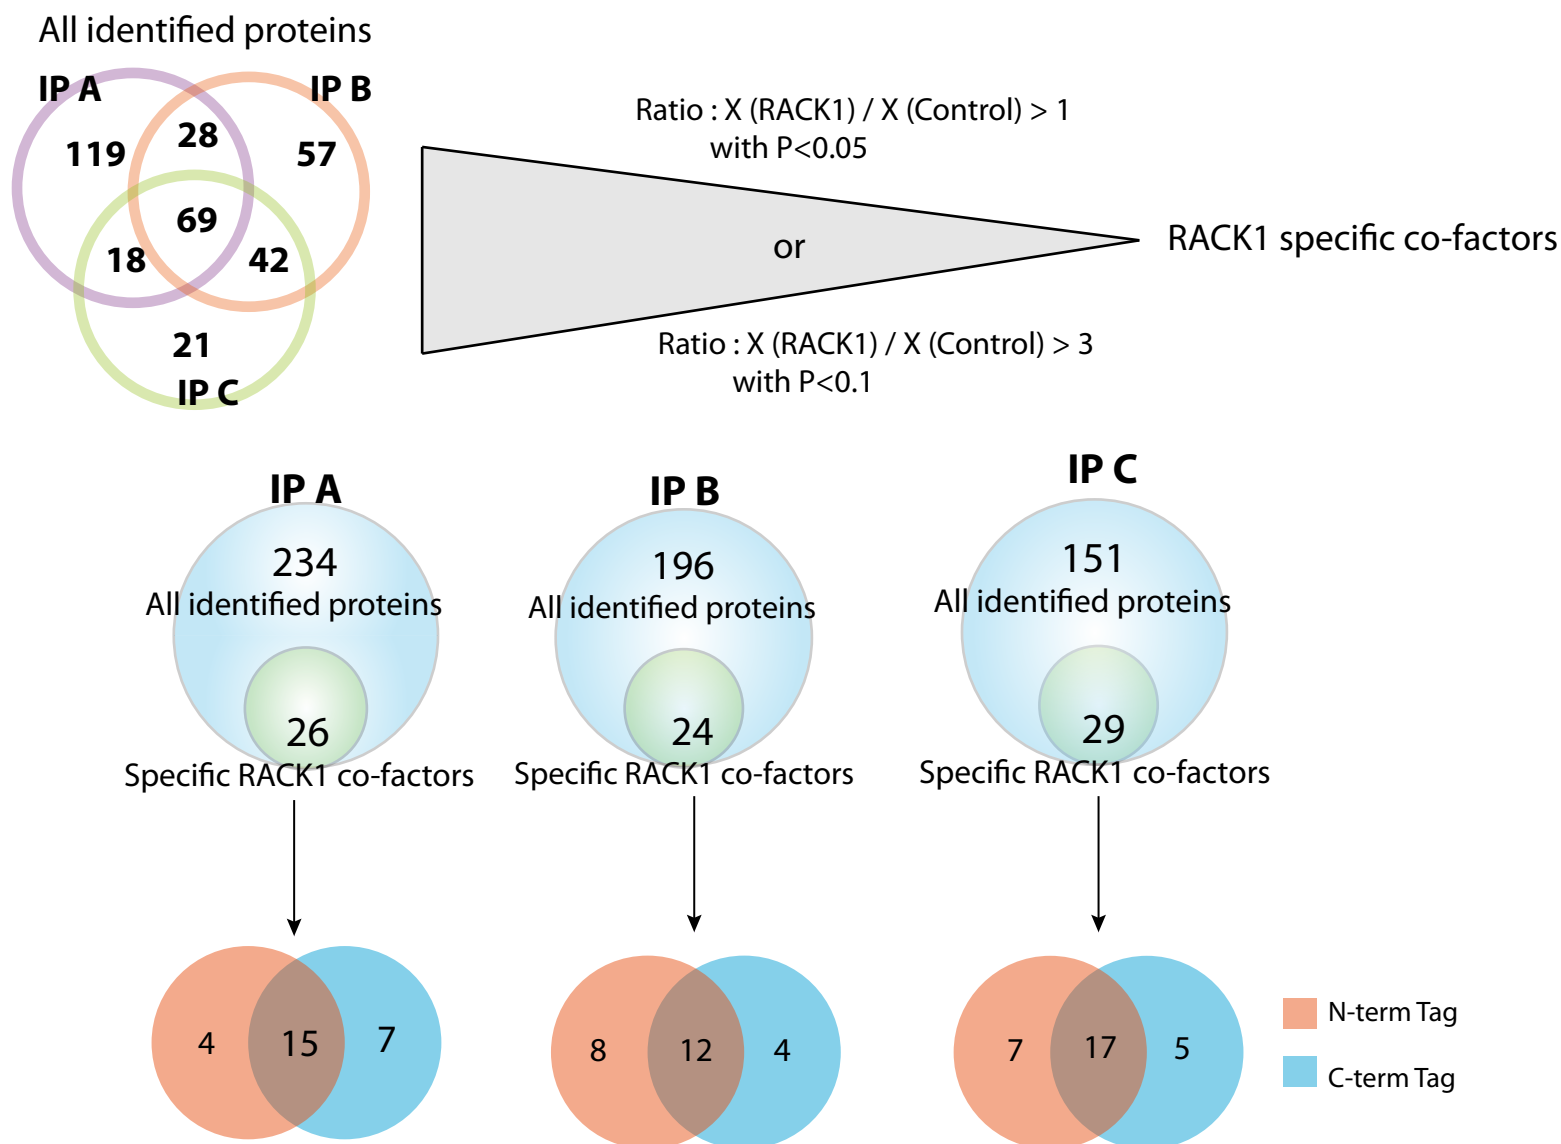 All identified proteins
IP A
IP B
119
28
57
69
18
42
21
IP C
Ratio : X (RACK1) / X (Control) > 1
with P<0.05
or
RACK1 specific co-factors
Ratio : X (RACK1) / X (Control) > 3
with P<0.1
IP A
234
All identified proteins
26
Specific RACK1 co-factors
IP B
196
All identified proteins
24
Specific RACK1 co-factors
IP C
151
All identified proteins
29
Specific RACK1 co-factors
4
15
7
8
12
4
7
17
5
N-term Tag
C-term Tag